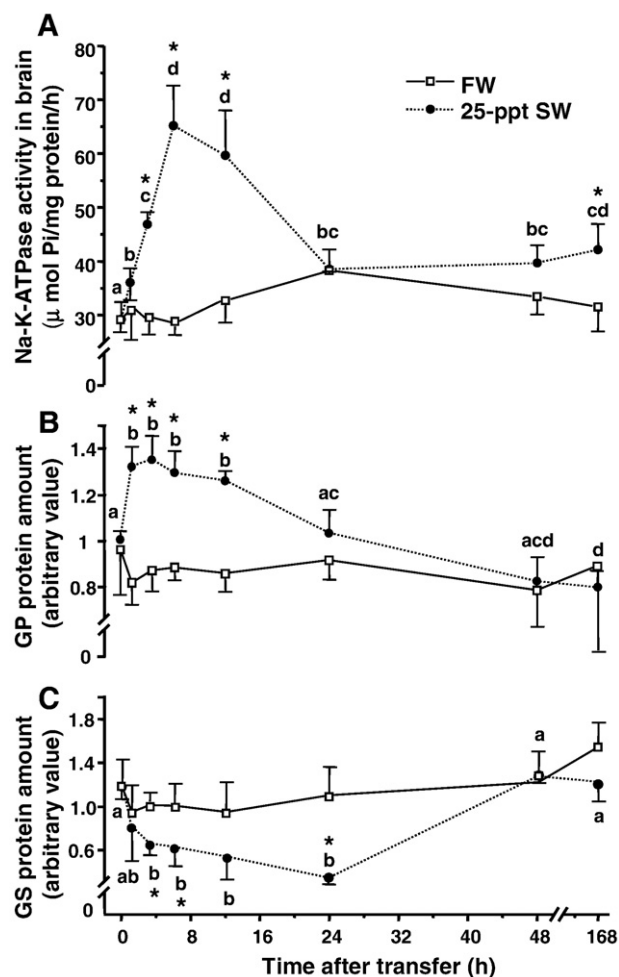 A
Na-K-ATPase activity in brain
(μ mol Pi/mg protein/h)
80
70
60
50
40
30
0
FW
25-ppt SW
*
d
*
d
*
c
b
a
bc
bc
*
cd
B
GP protein amount
(arbitrary value)
1.4
1.2
1
0.8
0
a
* * * *
b b b b
ac
acd
d
C
GS protein amount
(arbitrary value)
1.8
1.4
1.0
0.6
0
a
ab
b
*
b
*
b
*
b
a
a
0 8 16 24 48 168
Time after transfer (h)